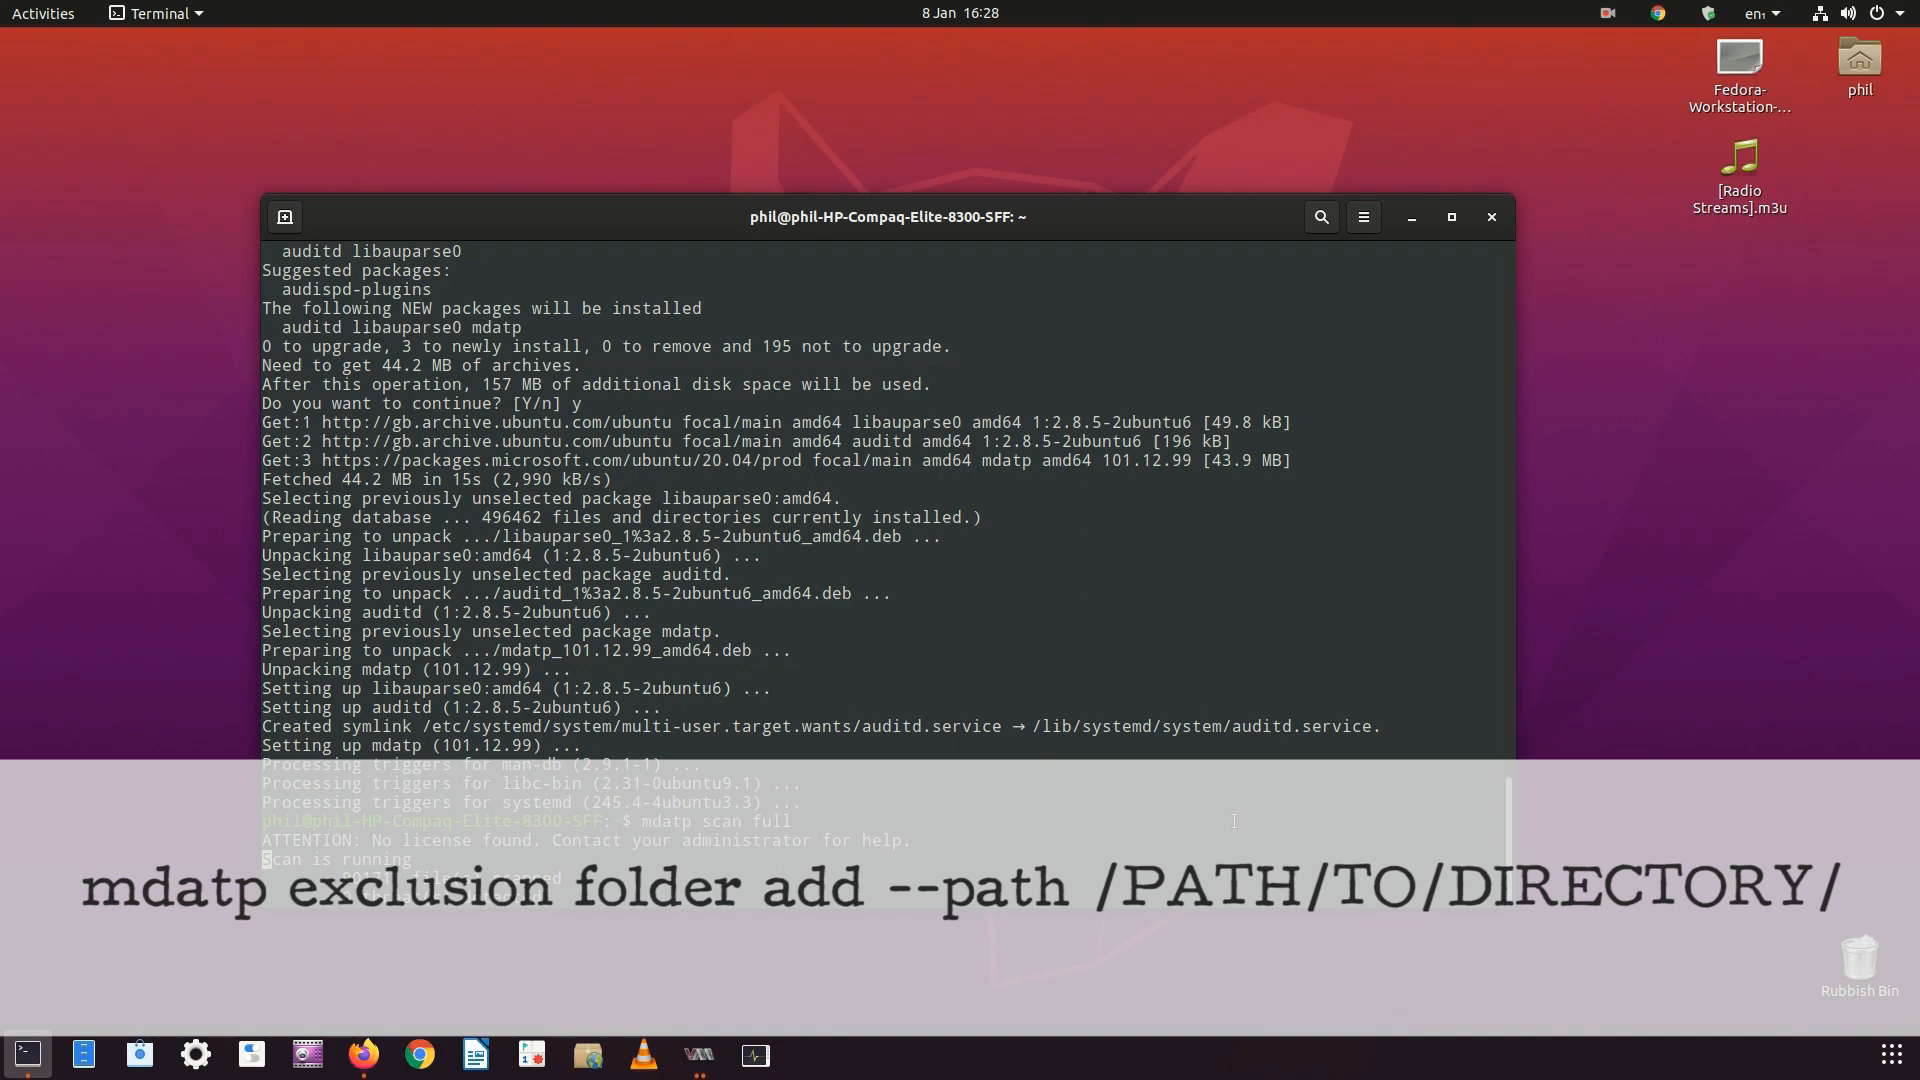 Activities Terminal 8 Jan 16:28 en₁
Fedora-
Workstation-...
phil
[Radio
Streams].m3u
phil@phil-HP-Compaq-Elite-8300-SFF: ~
auditd libauparse0
Suggested packages:
audispd-plugins
The following NEW packages will be installed
auditd libauparse0 mdatp
0 to upgrade, 3 to newly install, 0 to remove and 195 not to upgrade.
Need to get 44.2 MB of archives.
After this operation, 157 MB of additional disk space will be used.
Do you want to continue? [Y/n] y
Get:1 http://gb.archive.ubuntu.com/ubuntu focal/main amd64 libauparse0 amd64 1:2.8.5-2ubuntu6 [49.8 kB]
Get:2 http://gb.archive.ubuntu.com/ubuntu focal/main amd64 auditd amd64 1:2.8.5-2ubuntu6 [196 kB]
Get:3 https://packages.microsoft.com/ubuntu/20.04/prod focal/main amd64 mdatp amd64 101.12.99 [43.9 MB]
Fetched 44.2 MB in 15s (2,990 kB/s)
Selecting previously unselected package libauparse0:amd64.
(Reading database ... 496462 files and directories currently installed.)
Preparing to unpack .../libauparse0_1%3a2.8.5-2ubuntu6_amd64.deb ...
Unpacking libauparse0:amd64 (1:2.8.5-2ubuntu6) ...
Selecting previously unselected package auditd.
Preparing to unpack .../auditd_1%3a2.8.5-2ubuntu6_amd64.deb ...
Unpacking auditd (1:2.8.5-2ubuntu6) ...
Selecting previously unselected package mdatp.
Preparing to unpack .../mdatp_101.12.99_amd64.deb ...
Unpacking mdatp (101.12.99) ...
Setting up libauparse0:amd64 (1:2.8.5-2ubuntu6) ...
Setting up auditd (1:2.8.5-2ubuntu6) ...
Created symlink /etc/systemd/system/multi-user.target.wants/auditd.service → /lib/systemd/system/auditd.service.
Setting up mdatp (101.12.99) ...
Processing triggers for man-db (2.9.1-1) ...
Processing triggers for libc-bin (2.31-0ubuntu9.1) ...
Processing triggers for systemd (245.4-4ubuntu3.3) ...
phil@phil-HP-Compaq-Elite-8300-SFF:~$ mdatp scan full
ATTENTION: No license found. Contact your administrator for help.
Scan is running
scanned
mdatp exclusion folder add --path /PATH/TO/DIRECTORY/
Rubbish Bin